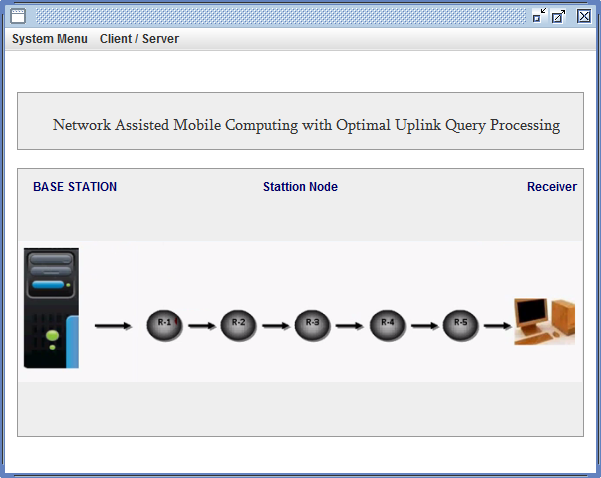 System Menu Client / Server
Network Assisted Mobile Computing with Optimal Uplink Query Processing
BASE STATION Stattion Node Receiver
R-1 R-2 R-3 R-4 R-5